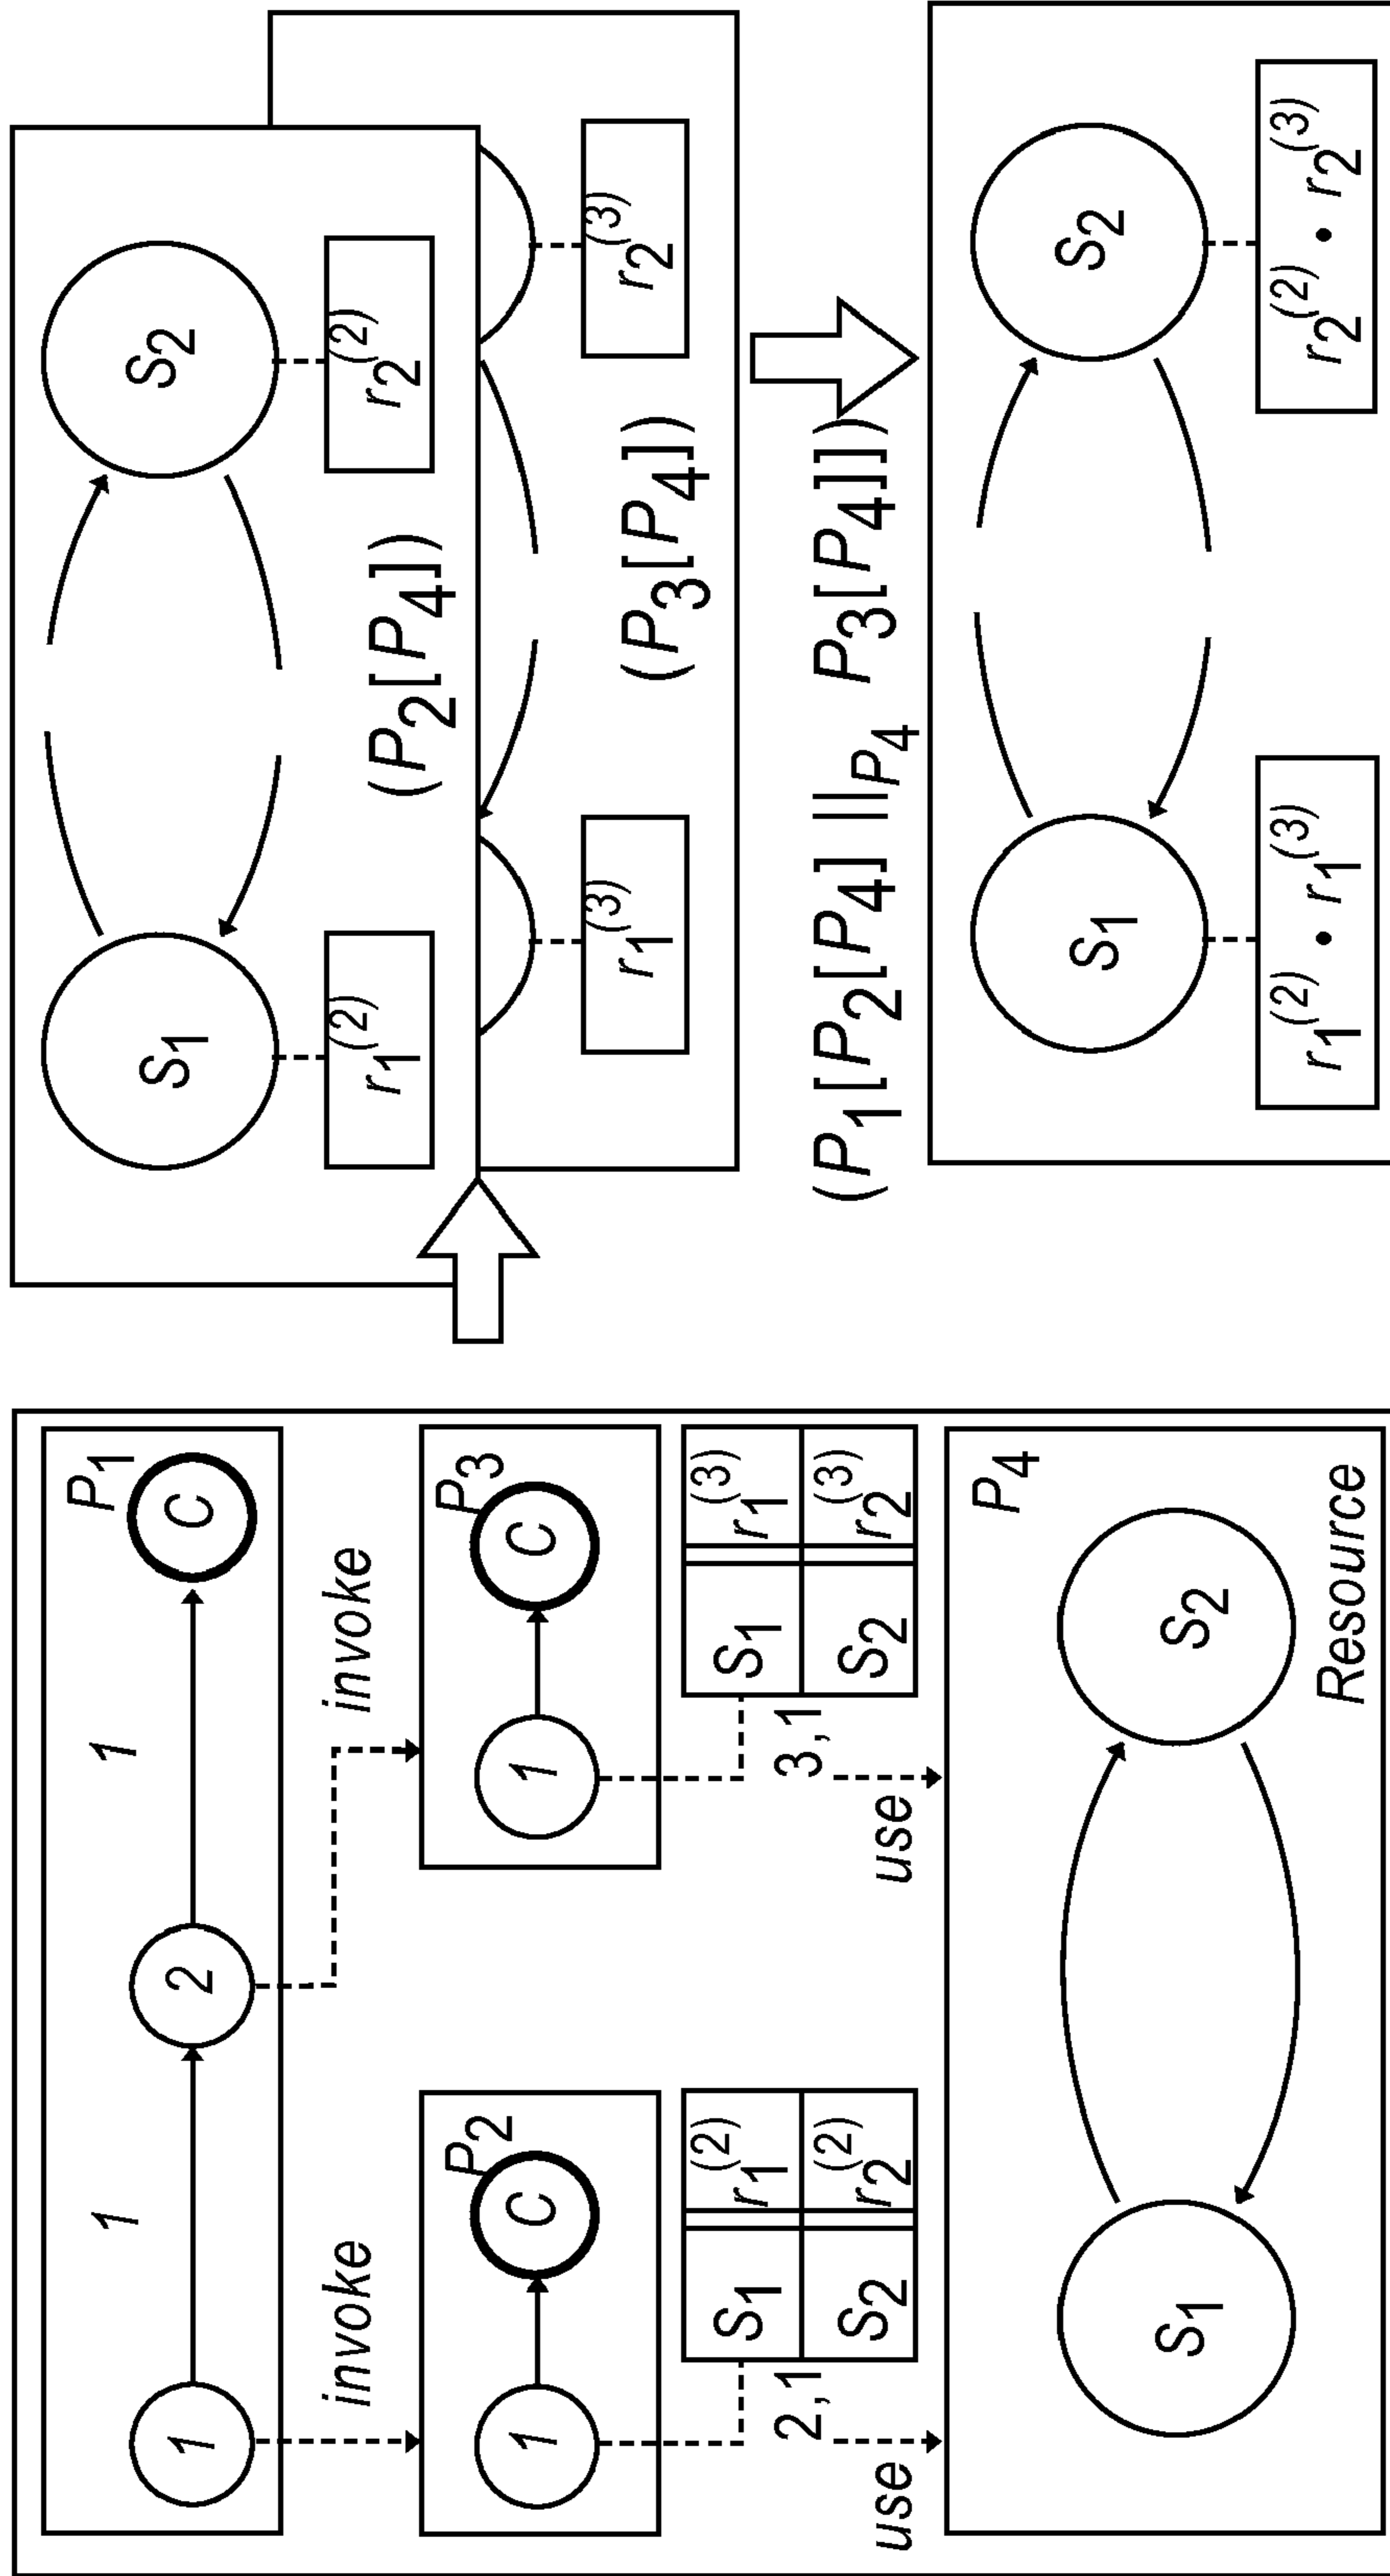 P1
1 1
1 2 C
invoke invoke
P2 P3
1 C 1 C
S1 r1(2) S1 r1(3)
2,1 3,1
S2 r2(2) S2 r2(3)
use use
P4
S1 S2
Resource
S1 S2
r1(2) r2(2)
(P2[P4])
r1(3) r2(3)
(P3[P4])
(P1[P2[P4] |||P4 P3[P4]])
S1 S2
r1(2) • r1(3) r2(2) • r2(3)